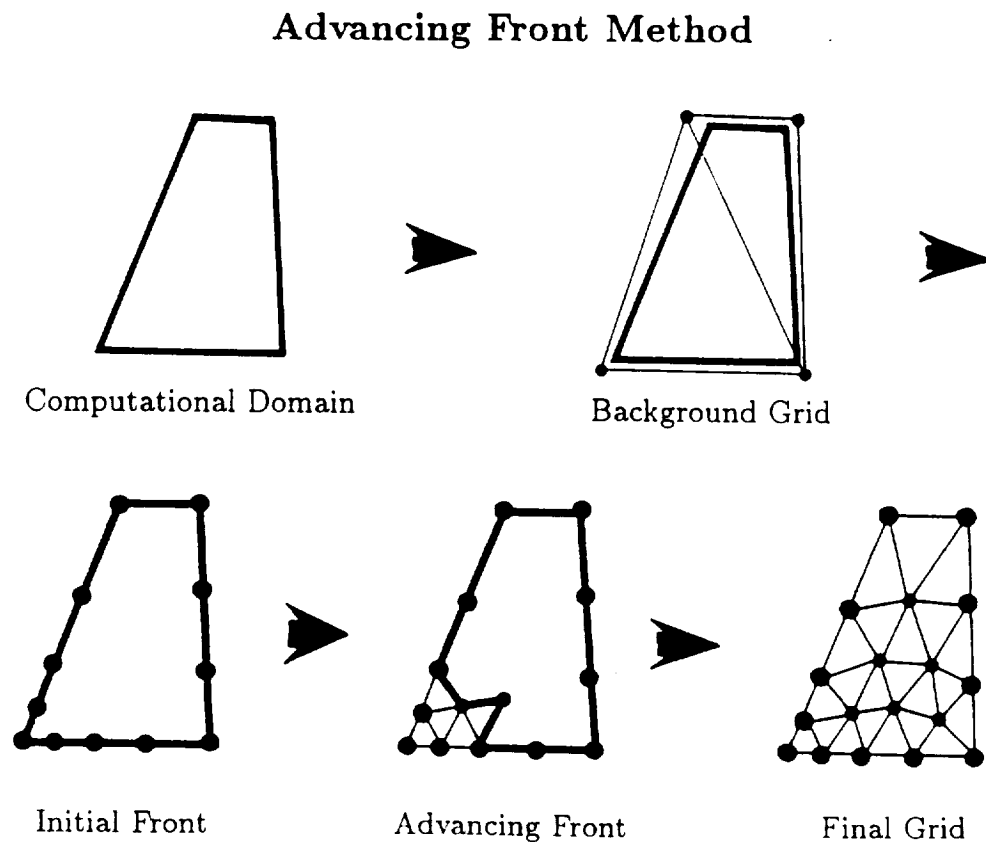 Advancing Front Method
Computational Domain
Background Grid
Initial Front
Advancing Front
Final Grid